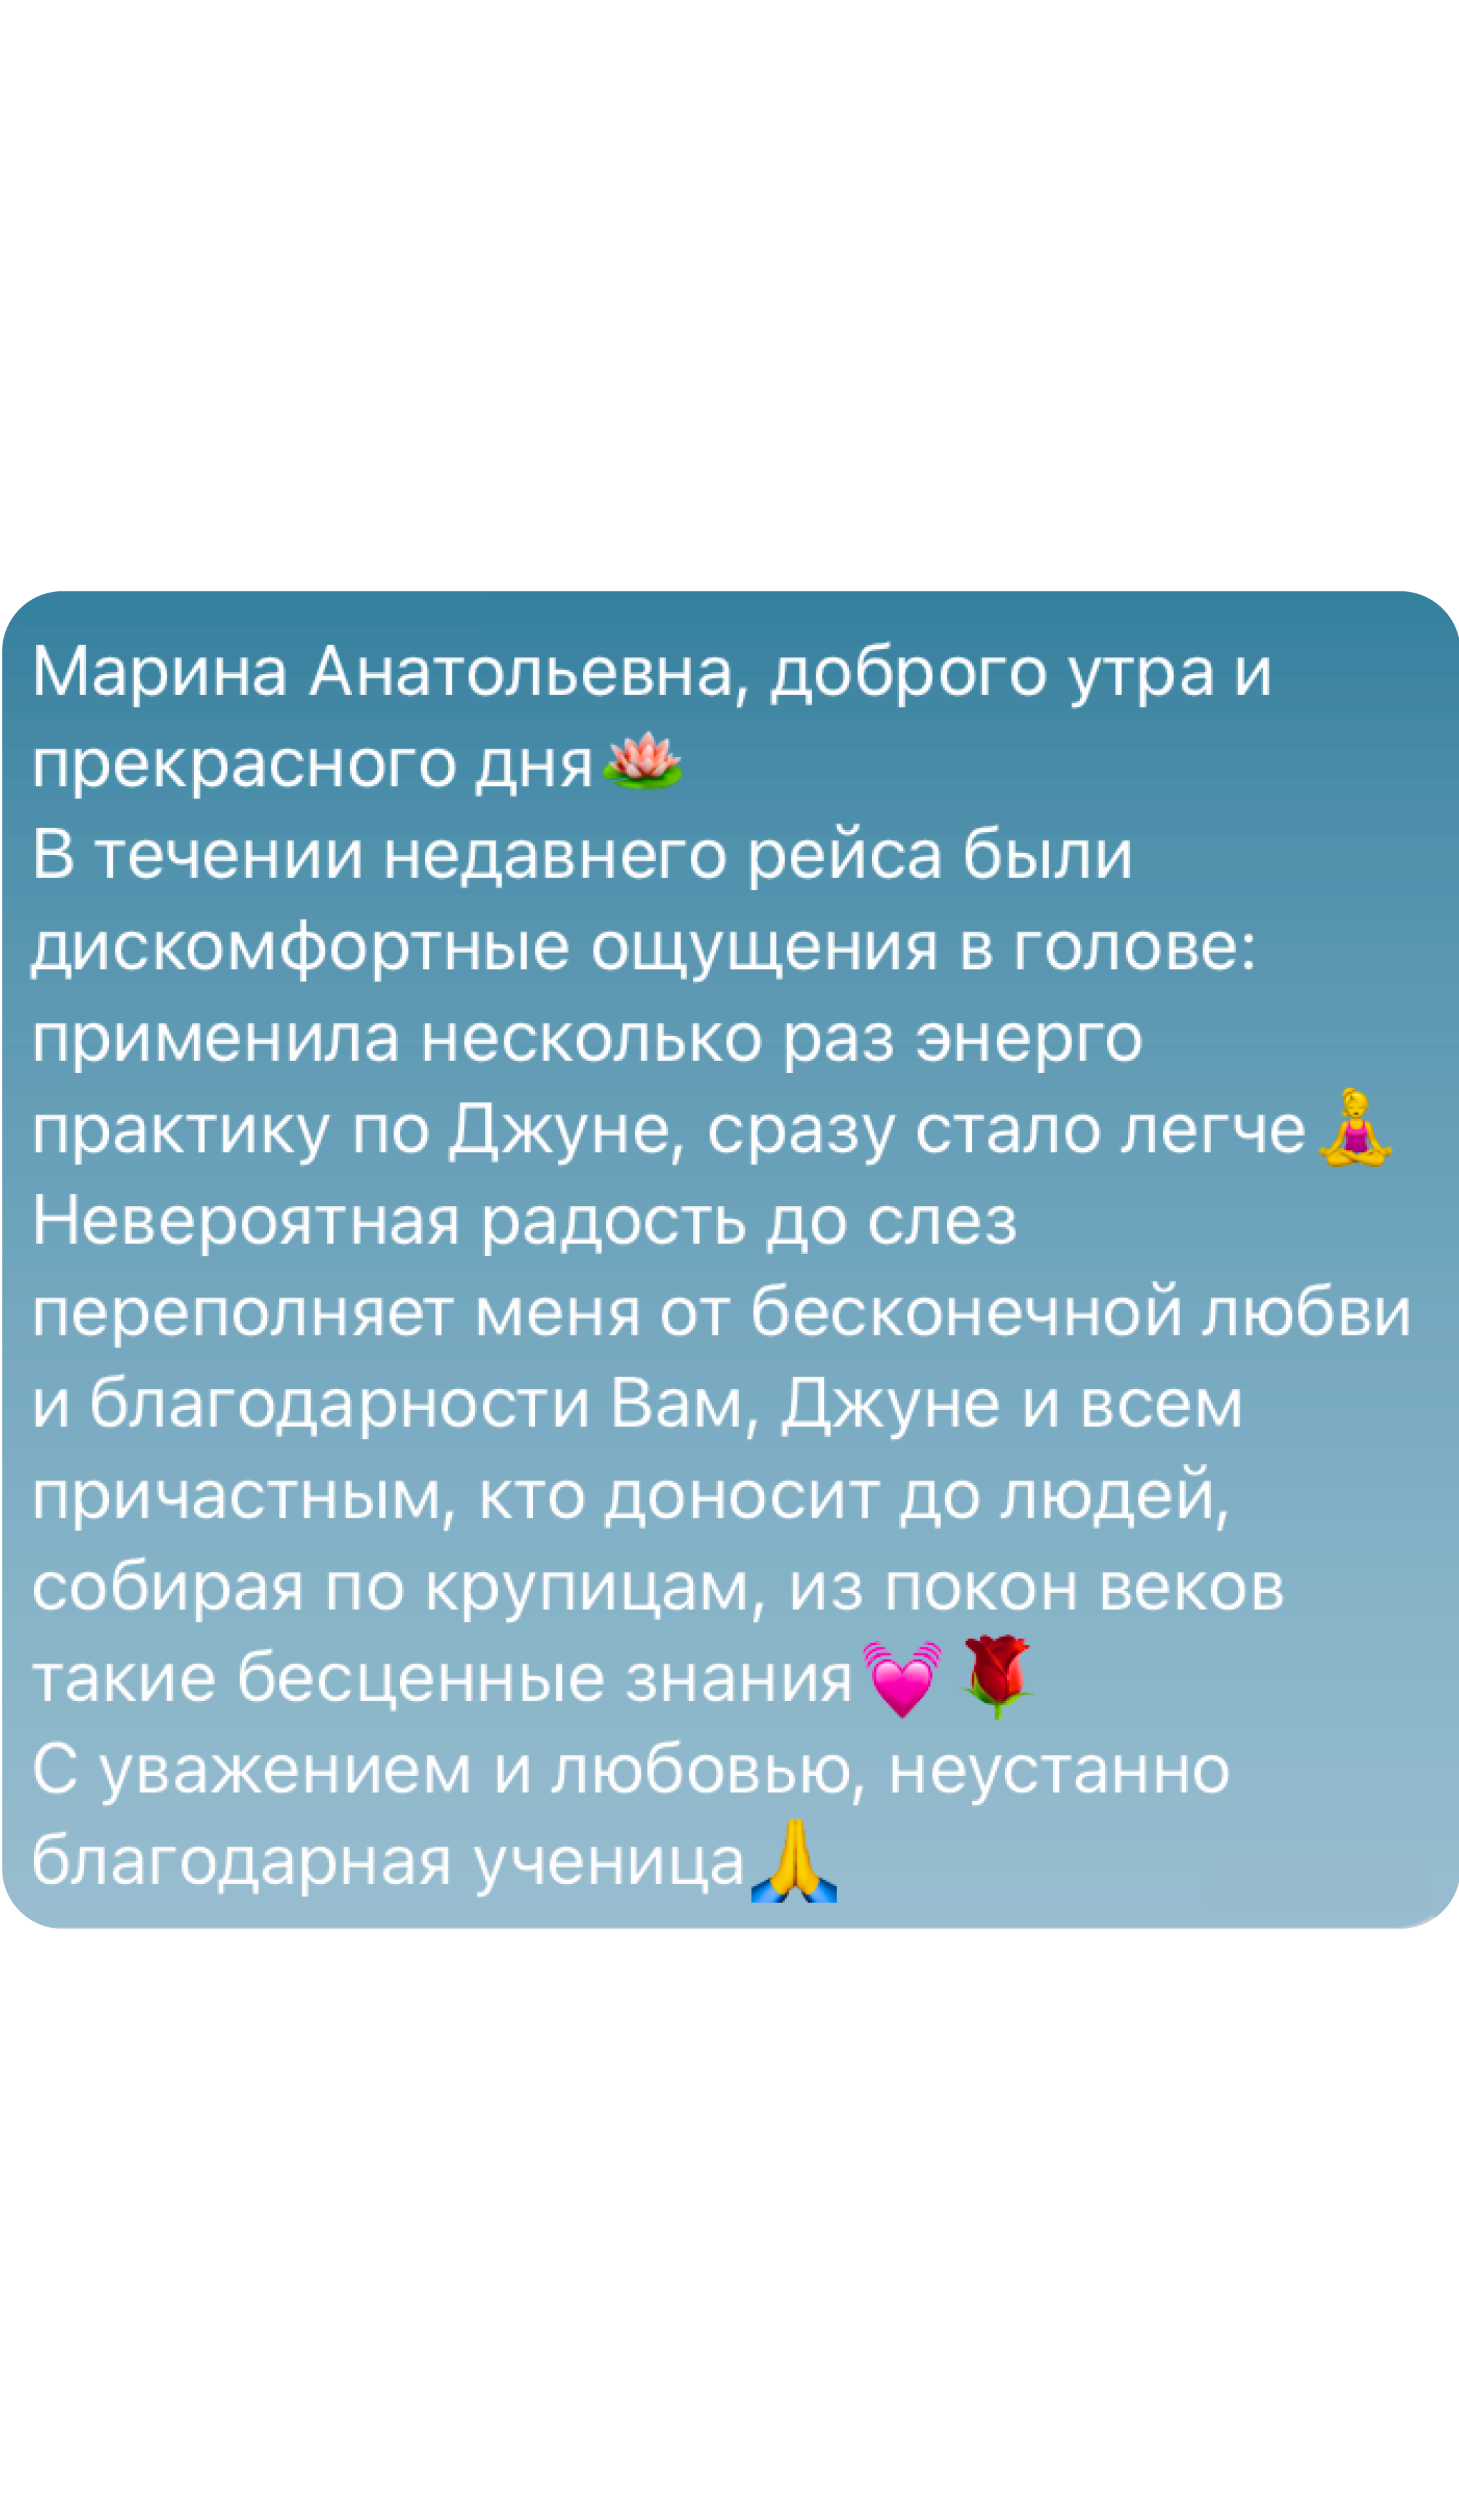 Марина Анатольевна, доброго утра и
прекрасного дня🪷
В течении недавнего рейса были
дискомфортные ощущения в голове:
применила несколько раз энерго
практику по Джуне, сразу стало легче🧘‍♀️
Невероятная радость до слез
переполняет меня от бесконечной любви
и благодарности Вам, Джуне и всем
причастным, кто доносит до людей,
собирая по крупицам, из покон веков
такие бесценные знания💓🌹
С уважением и любовью, неустанно
благодарная ученица🙏